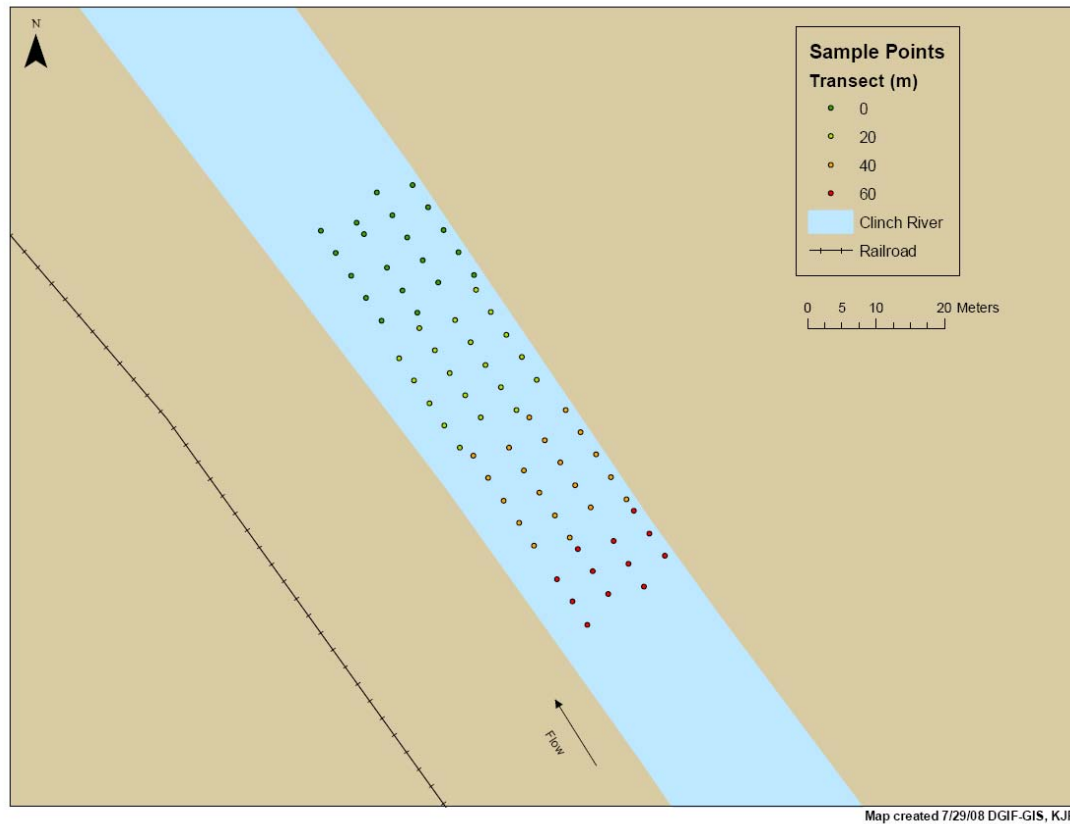 N
Sample Points
Transect (m)
0
20
40
60
Clinch River
Railroad
0 5 10 20 Meters
Flow
Map created 7/29/08 DGIF-GIS,